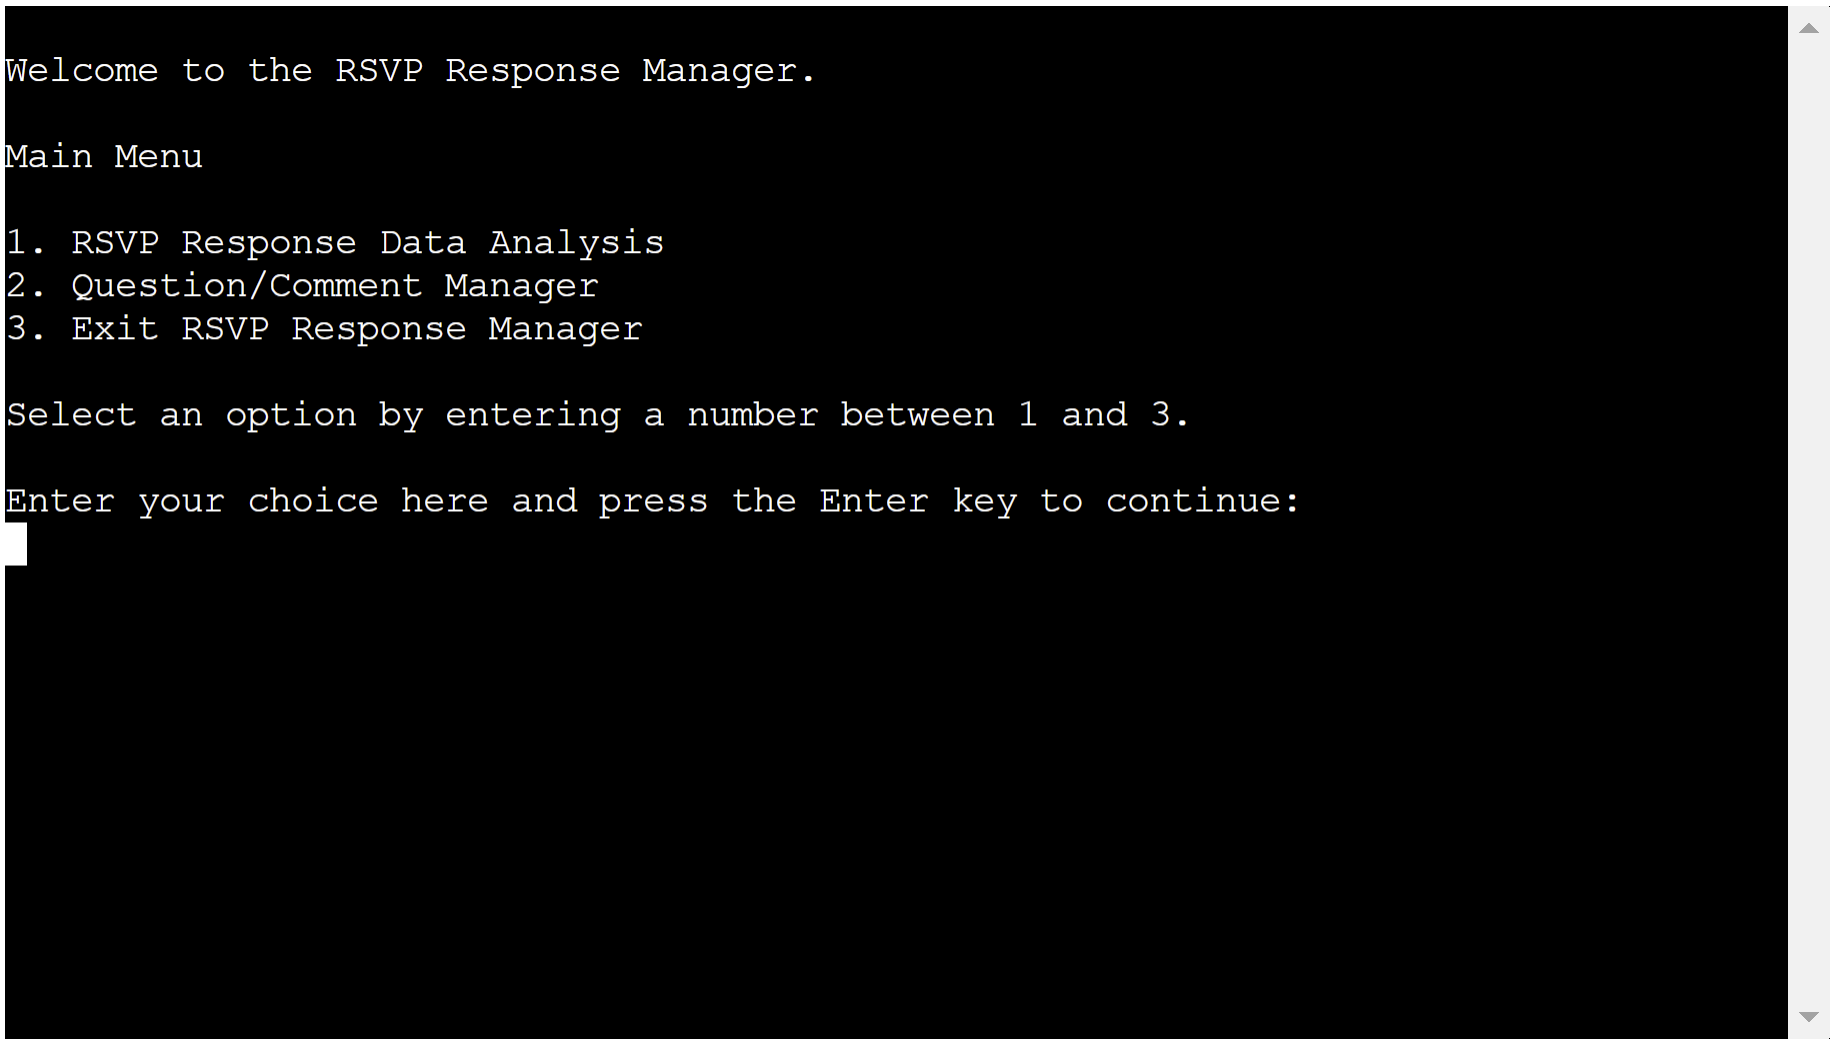 Welcome to the RSVP Response Manager.
Main Menu
1. RSVP Response Data Analysis
2. Question/Comment Manager
3. Exit RSVP Response Manager
Select an option by entering a number between 1 and 3.
Enter your choice here and press the Enter key to continue: